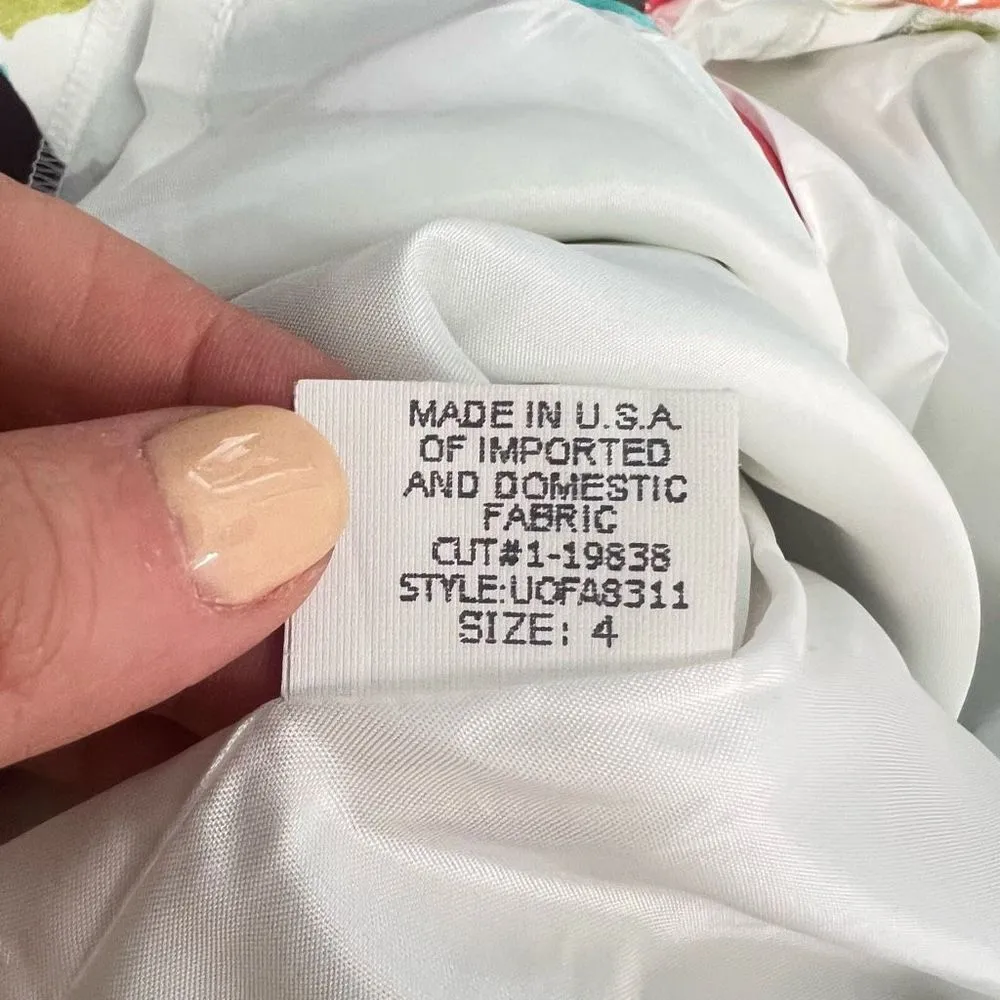 MADE IN U.S.A.
OF IMPORTED
AND DOMESTIC
FABRIC
CUT#1-19838
STYLE:UOFA8311
SIZE: 4